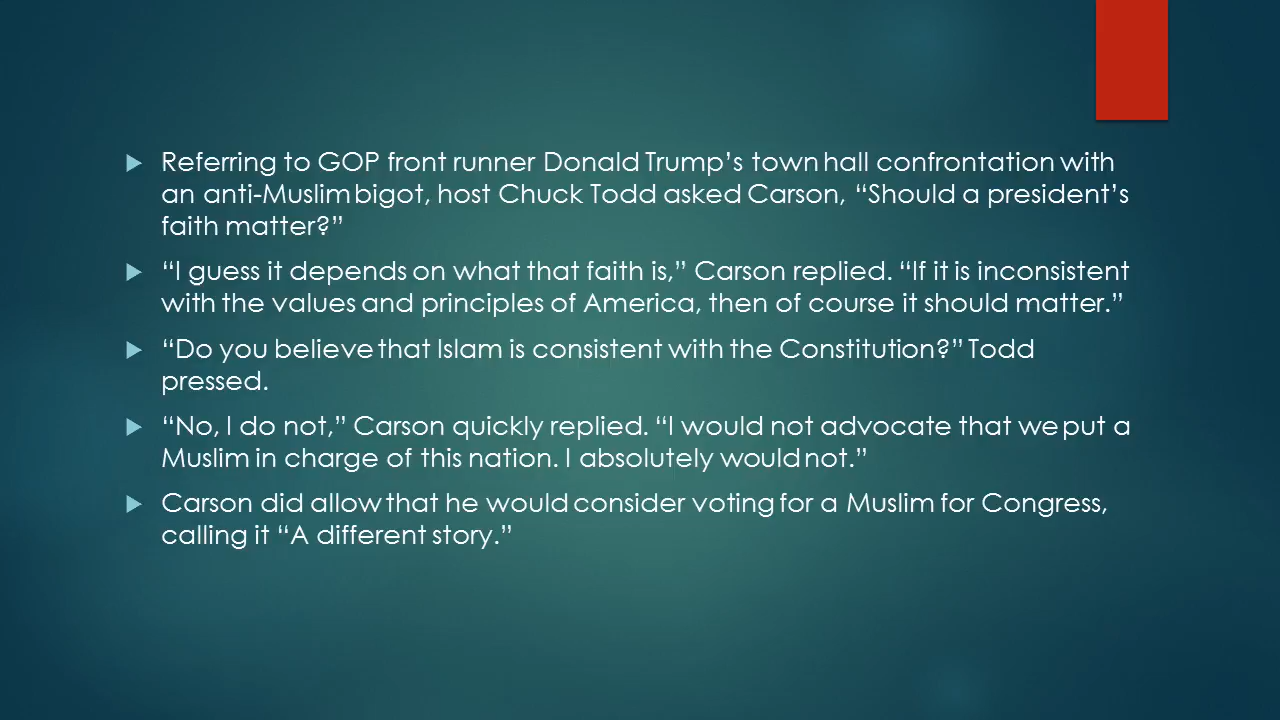 Referring to GOP front runner Donald Trump’s town hall confrontation with
an anti-Muslim bigot, host Chuck Todd asked Carson, “Should a president’s
faith matter?”
“I guess it depends on what that faith is,” Carson replied. “If it is inconsistent
with the values and principles of America, then of course it should matter.”
“Do you believe that Islam is consistent with the Constitution?” Todd
pressed.
“No, I do not,” Carson quickly replied. “I would not advocate that we put a
Muslim in charge of this nation. I absolutely would not.”
Carson did allow that he would consider voting for a Muslim for Congress,
calling it “A different story.”